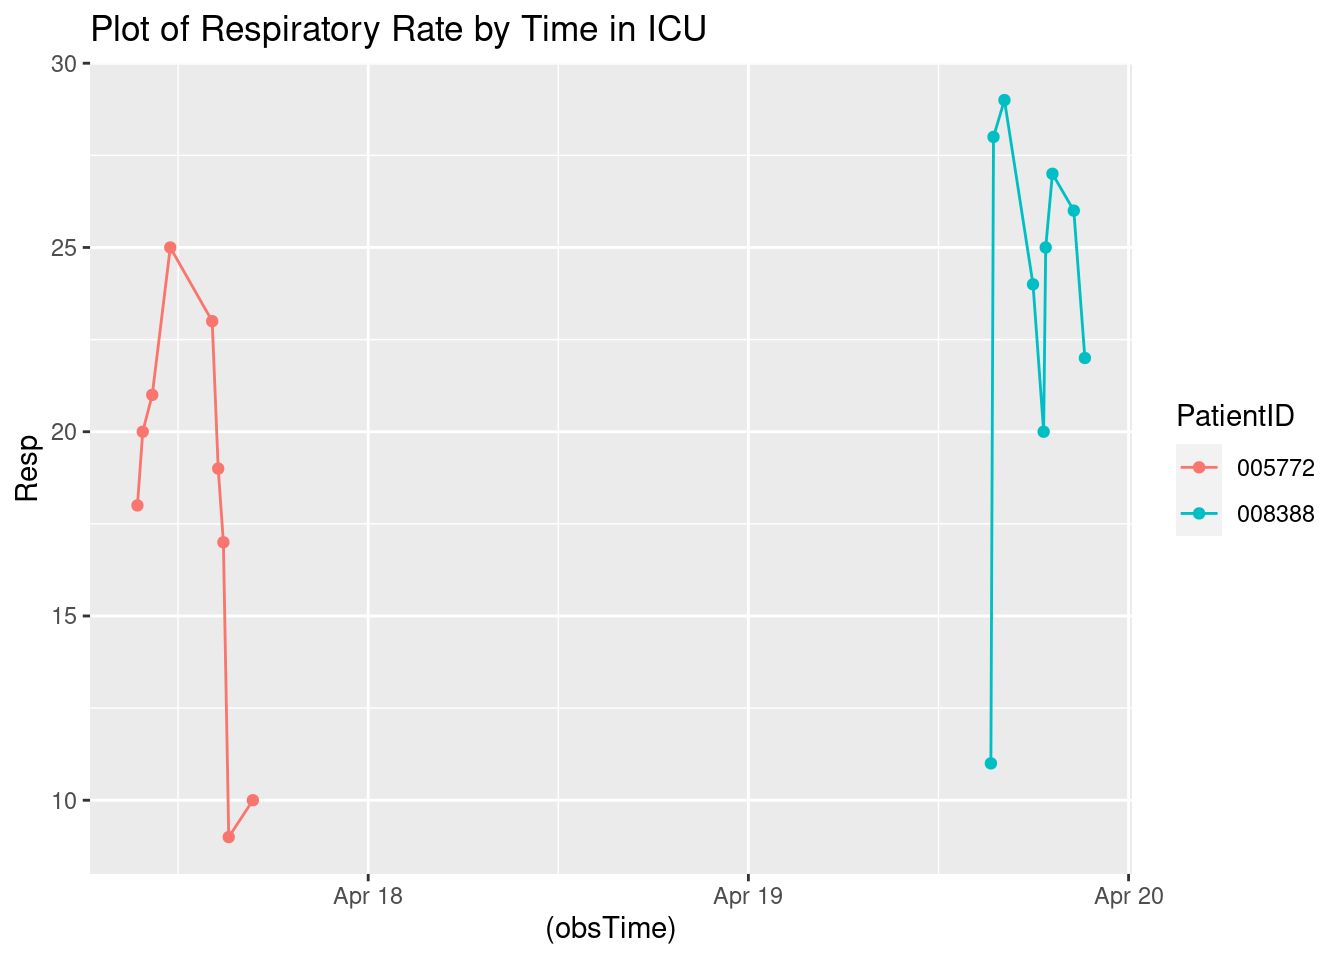 Plot of Respiratory Rate by Time in ICU
30
25
20
15
10
Resp
Apr 18
Apr 19
Apr 20
(obsTime)
PatientID
005772
008388